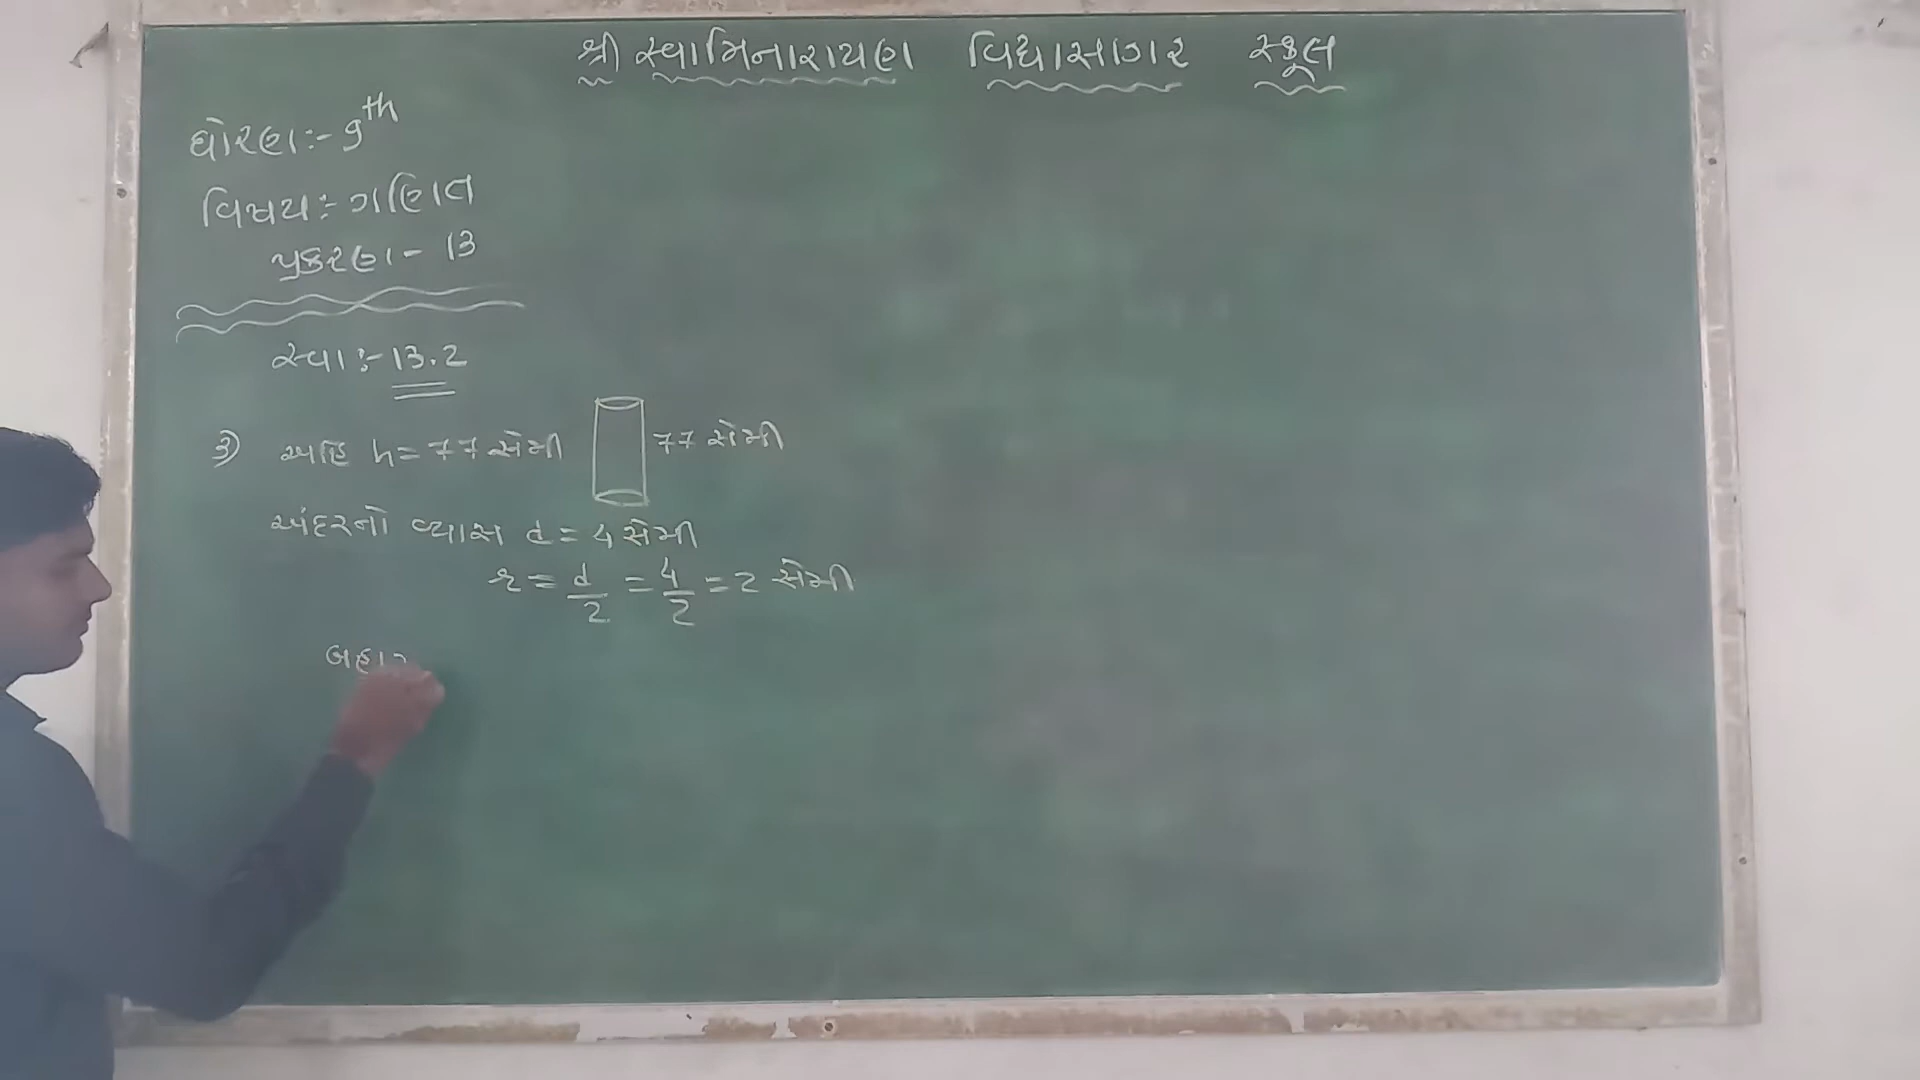 શ્રી સ્વામિનારાયણ વિદ્યાસાગર સ્કૂલ
ધોરણ:- 9th
વિષય:- ગણિત
પ્રકરણ - 13
સ્વા:- 13.2
3) અહિ h = 77 સેમી 77 સેમી
અંદરનો વ્યાસ d = 4 સેમી
r = d/2 = 4/2 = 2 સેમી
બહાર